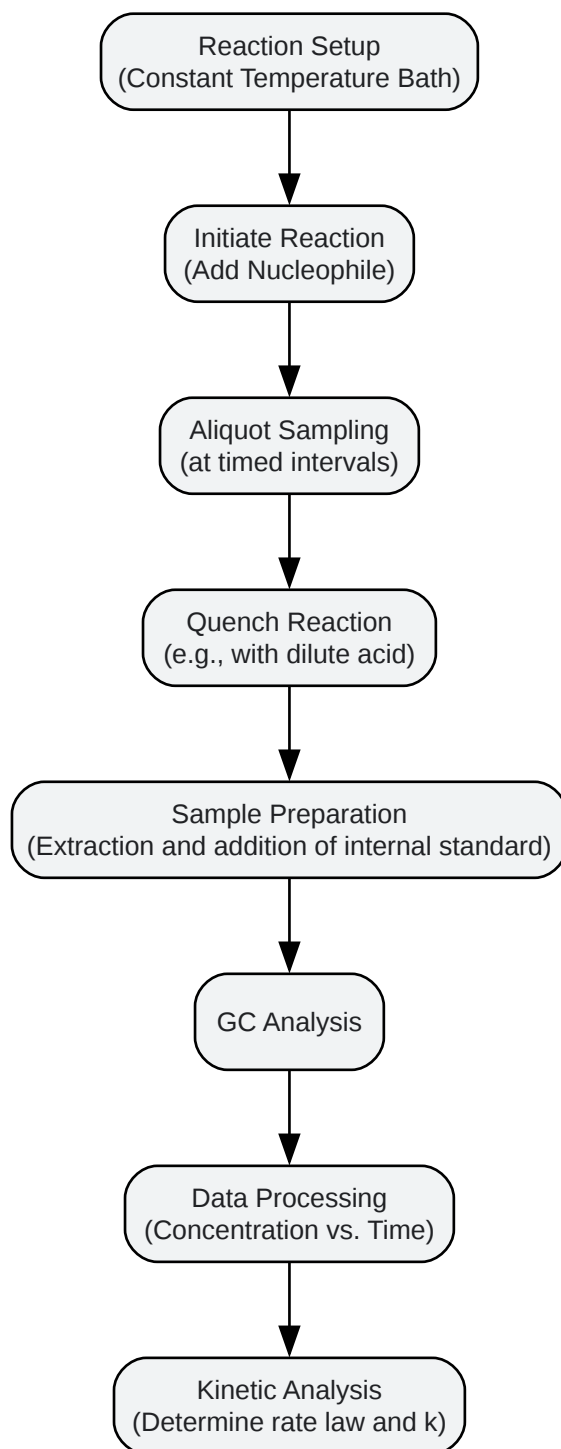 Reaction Setup
(Constant Temperature Bath)
Initiate Reaction
(Add Nucleophile)
Aliquot Sampling
(at timed intervals)
Quench Reaction
(e.g., with dilute acid)
Sample Preparation
(Extraction and addition of internal standard)
GC Analysis
Data Processing
(Concentration vs. Time)
Kinetic Analysis
(Determine rate law and k)